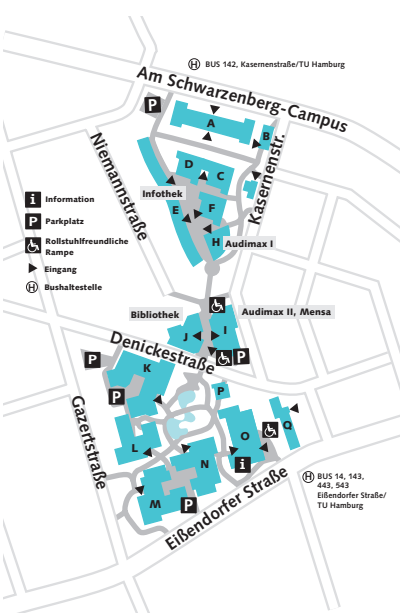 H BUS 142, Kasernenstraße/TU Hamburg
Am Schwarzenberg-Campus
P
A
B
Niemannstraße
Kasernenstr.
D
C
Infothek
E
F
H Audimax I
i Information
P Parkplatz
Rollstuhlfreundliche
Rampe
Eingang
H Bushaltestelle
Bibliothek
Audimax II, Mensa
J
I
Denickestraße
P
P
K
P
P
Gazertstraße
L
O
Q
N
i
M
P
Eißendorfer Straße
H BUS 14, 143,
443, 543
Eißendorfer Straße/
TU Hamburg